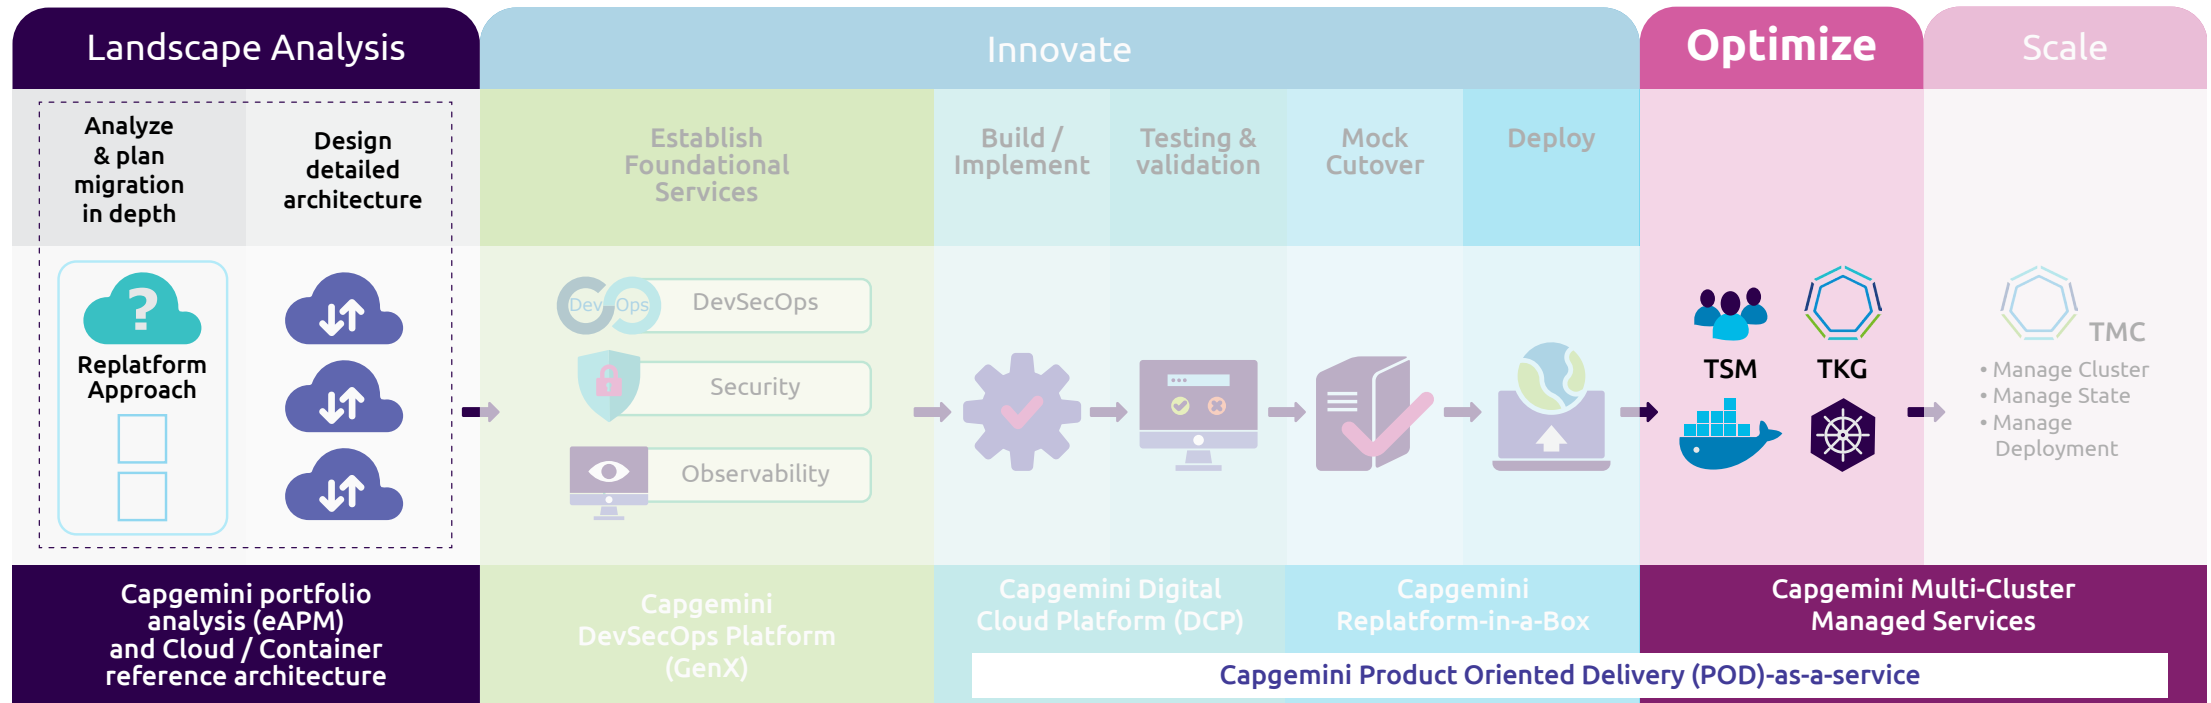 Landscape Analysis
Innovate
Optimize
Scale
Analyze
& plan
migration
in depth
Design
detailed
architecture
Establish
Foundational
Services
Build /
Implement
Testing &
validation
Mock
Cutover
Deploy
?
Replatform
Approach
Dev Ops
DevSecOps
Security
Observability
TSM
TKG
TMC
• Manage Cluster
• Manage State
• Manage
Deployment
Capgemini portfolio
analysis (eAPM)
and Cloud / Container
reference architecture
Capgemini
DevSecOps Platform
(GenX)
Capgemini Digital
Cloud Platform (DCP)
Capgemini
Replatform-in-a-Box
Capgemini Multi-Cluster
Managed Services
Capgemini Product Oriented Delivery (POD)-as-a-service